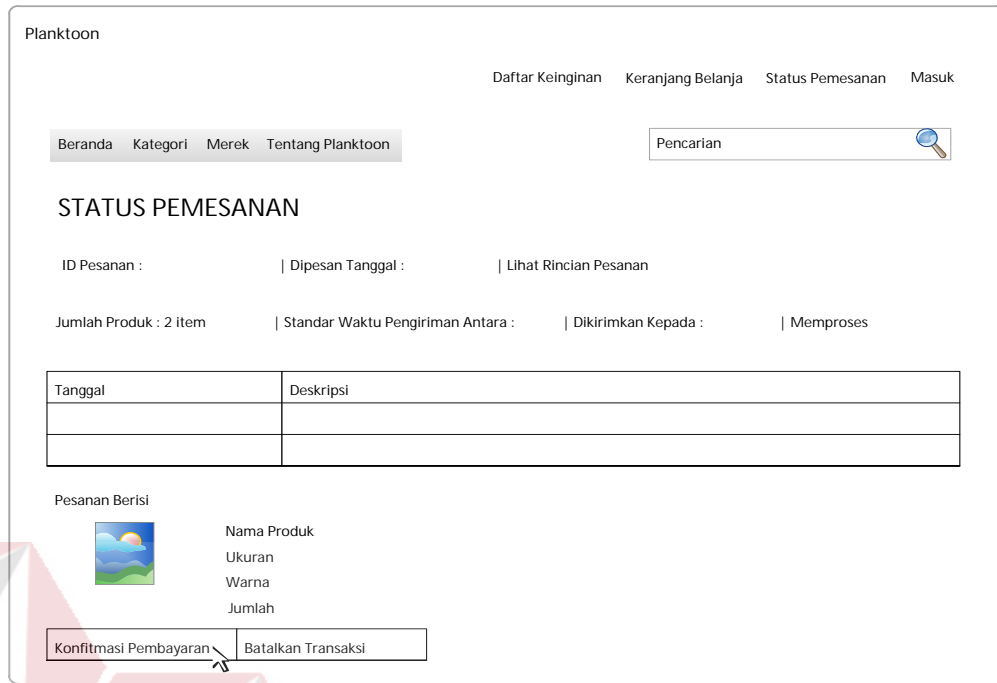 Planktoon
Daftar Keinginan Keranjang Belanja Status Pemesanan Masuk
Beranda Kategori Merek Tentang Planktoon Pencarian
STATUS PEMESANAN
ID Pesanan : | Dipesan Tanggal : | Lihat Rincian Pesanan
Jumlah Produk : 2 item | Standar Waktu Pengiriman Antara : | Dikirimkan Kepada : | Memproses
Tanggal Deskripsi
Pesanan Berisi
Nama Produk
Ukuran
Warna
Jumlah
Konfitmasi Pembayaran Batalkan Transaksi